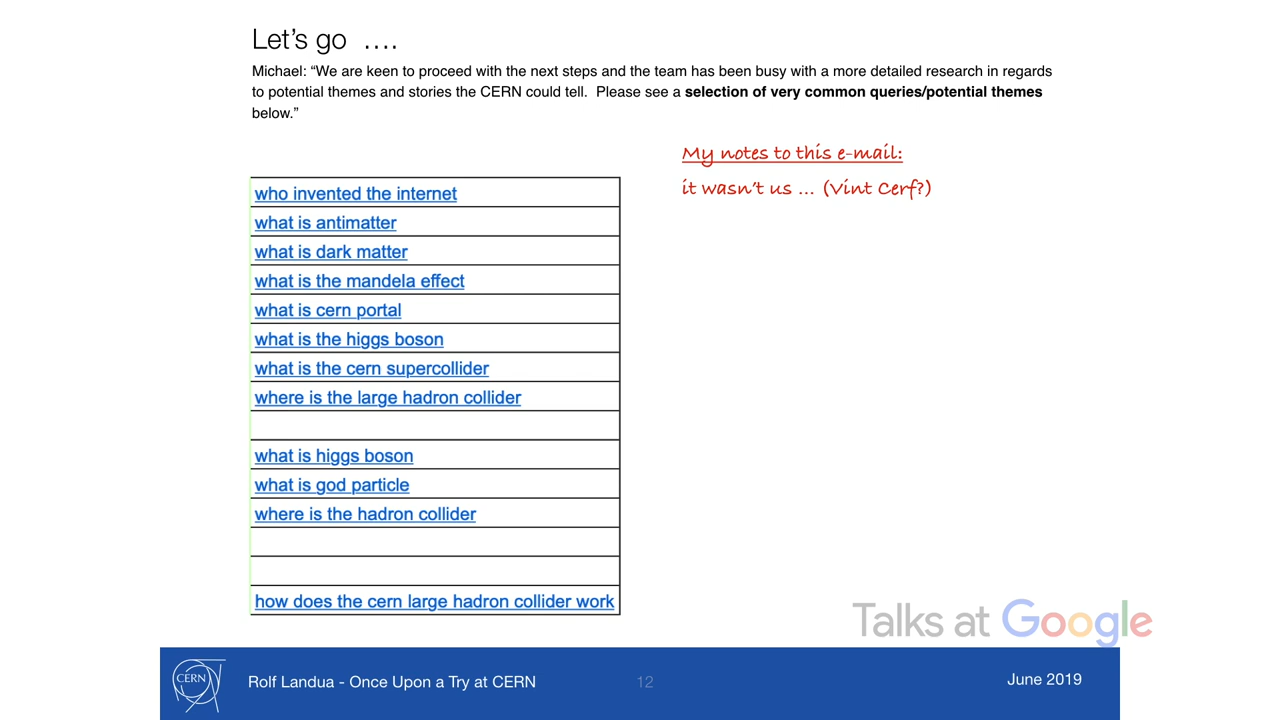 Let's go ....
Michael: “We are keen to proceed with the next steps and the team has been busy with a more detailed research in regards
to potential themes and stories the CERN could tell.  Please see a selection of very common queries/potential themes
below.”
My notes to this e-mail:
it wasn't us ... (Vint Cerf?)
who invented the internet
what is antimatter
what is dark matter
what is the mandela effect
what is cern portal
what is the higgs boson
what is the cern supercollider
where is the large hadron collider
what is higgs boson
what is god particle
where is the hadron collider
how does the cern large hadron collider work
Talks at Google
CERN
Rolf Landua - Once Upon a Try at CERN
12
June 2019